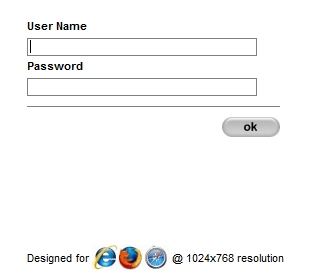 User Name
Password
ok
Designed for @ 1024x768 resolution